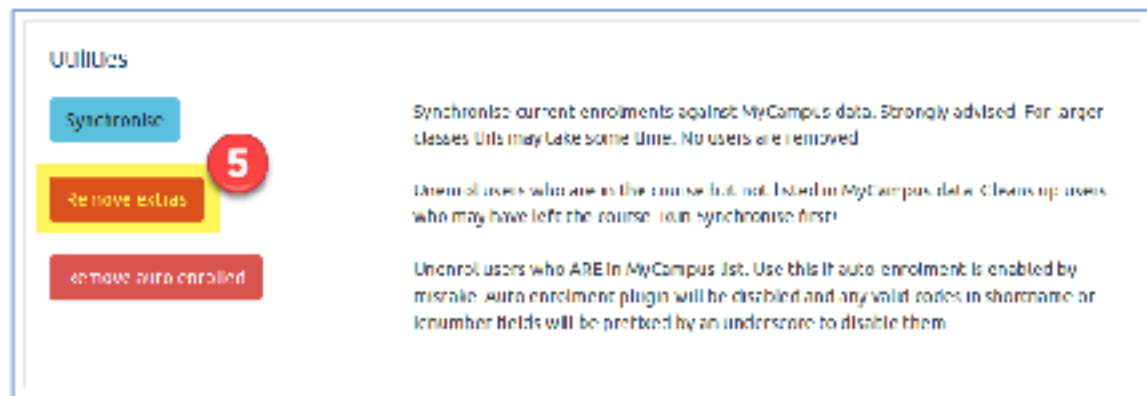 Utilities
Synchronise
Synchronise current enrolments against MyCampus data. Strongly advised. For larger
classes this may take some time. No users are removed.
5
Remove extras
Unenrol users who are in the course but not listed in MyCampus data. Cleans up users
who may have left the course. Run Synchronise first!
Remove auto enrolled
Unenrol users who ARE in MyCampus list. Use this if auto enrolment is enabled by
mistake. Auto enrolment plugin will be disabled and any valid codes in shortname or
idnumber fields will be prefixed by an underscore to disable them.